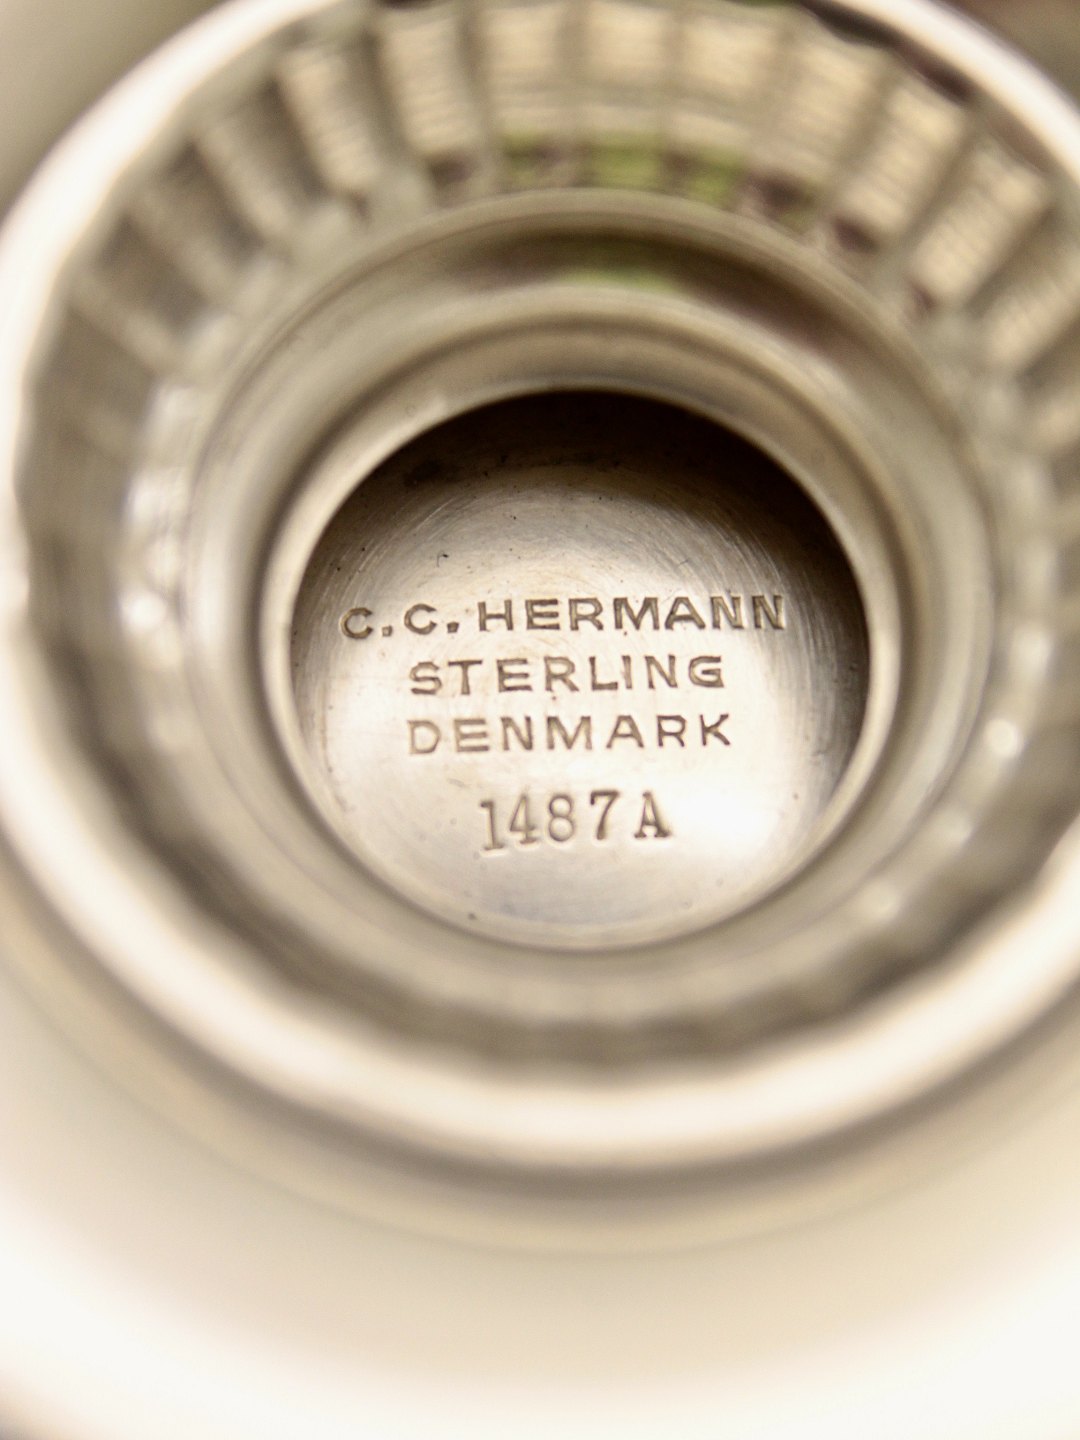 C.C.HERMANN
STERLING
DENMARK
1487A